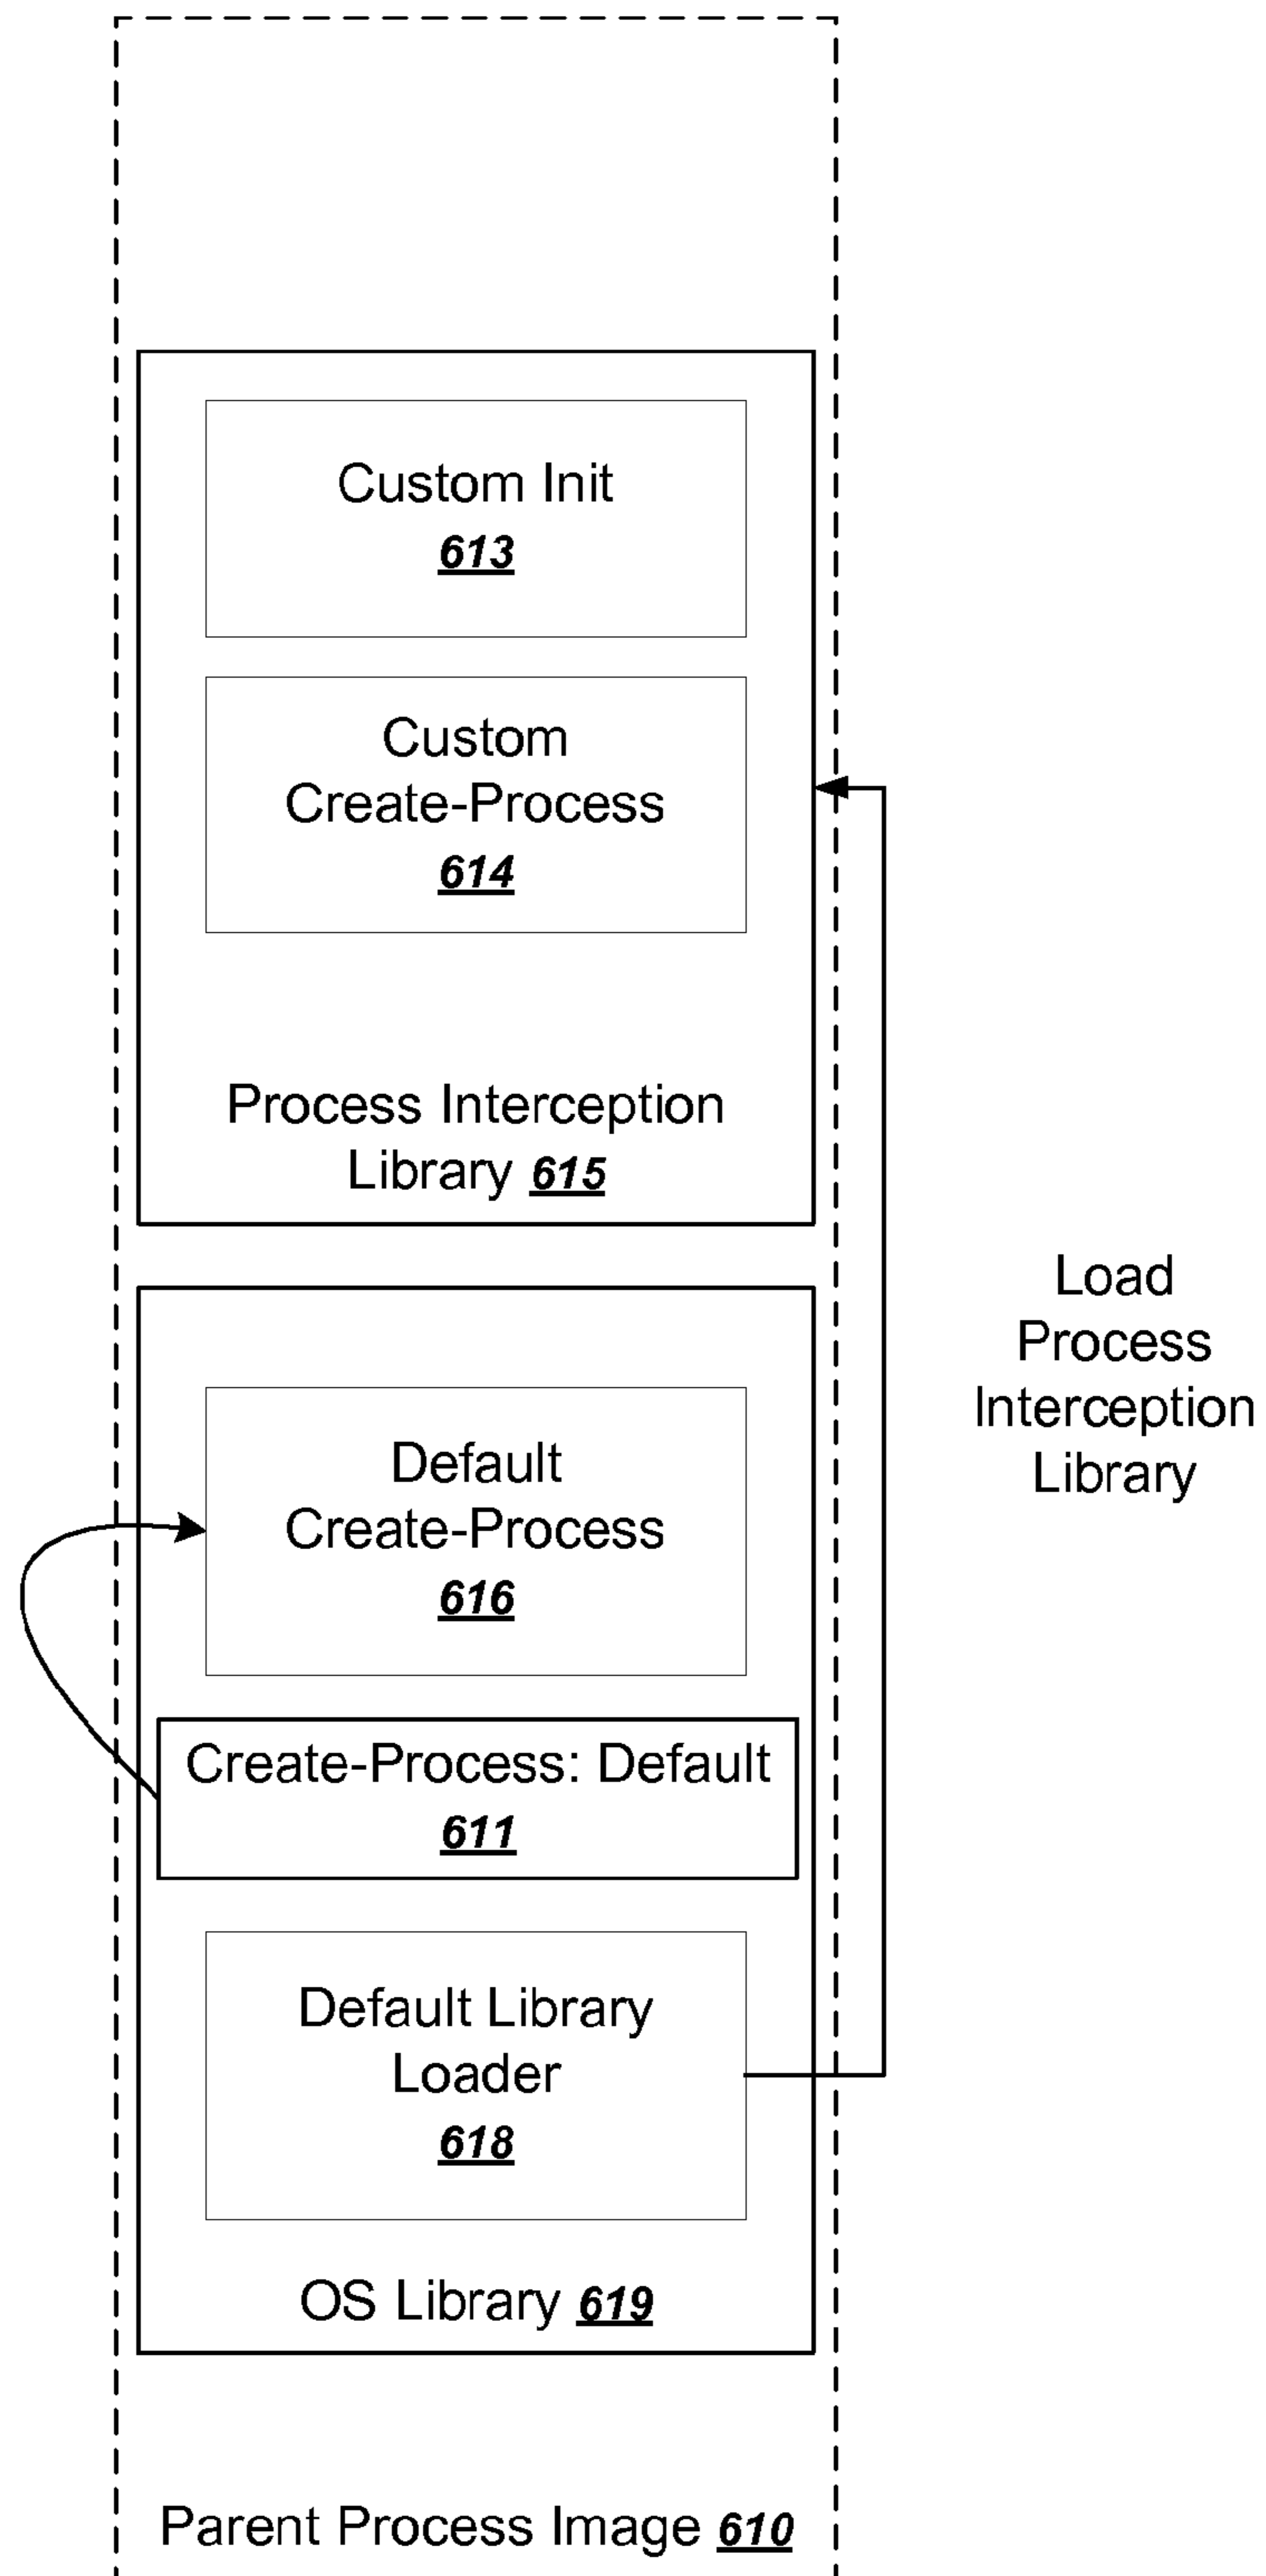 Custom Init
613
Custom
Create-Process
614
Process Interception
Library 615
Load
Process
Interception
Library
Default
Create-Process
616
Create-Process: Default
611
Default Library
Loader
618
OS Library 619
Parent Process Image 610